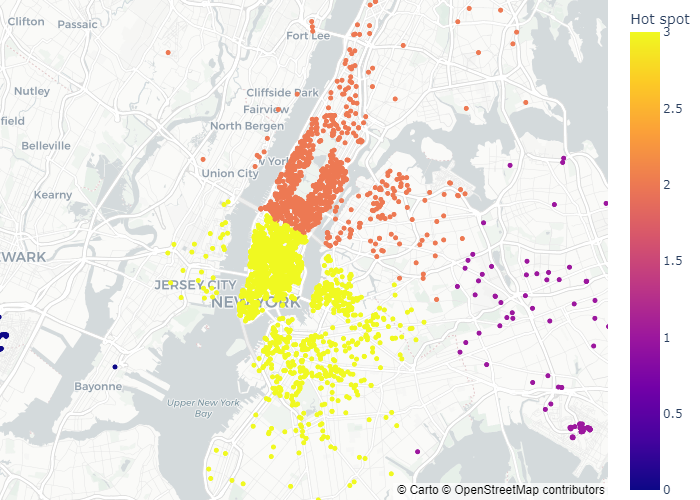 Clifton
Passaic
Fort Lee
Nutley
Cliffside Park
Fairview
North Bergen
Belleville
Union City
Kearny
JERSEY CITY
NEW YORK
Bayonne
Upper New York
Bay
© Carto © OpenStreetMap contributors
Hot spot
3
2.5
2
1.5
1
0.5
0